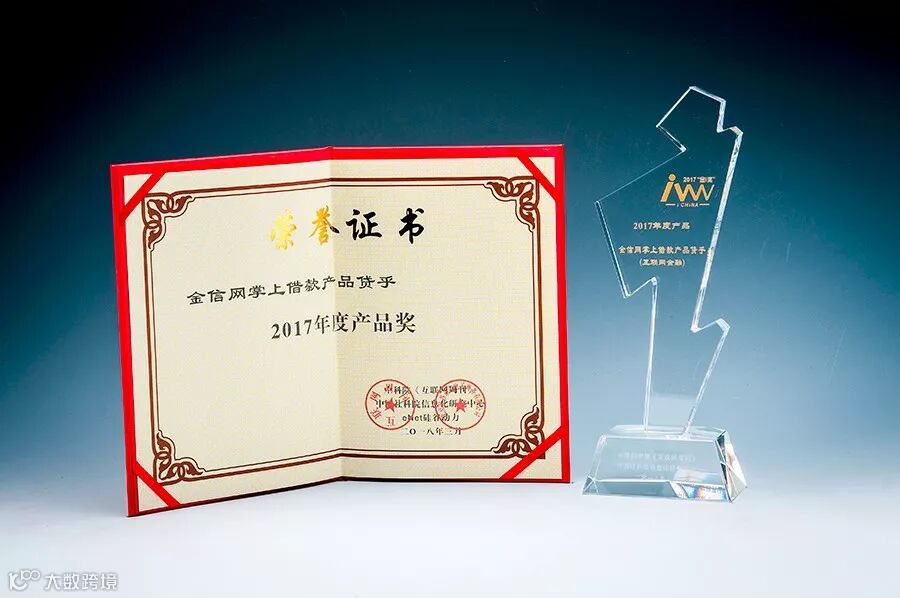 荣誉证书
金信网掌上借款产品贷乎
2017年度产品奖
中科院《互联网周刊》
中国社科院信息化研究中心
eNet硅谷动力
二〇一八年三月
2017
iww
I·CHINA
2017年度产品
金信网掌上借款产品贷乎
(互联网金融)
大数跨境